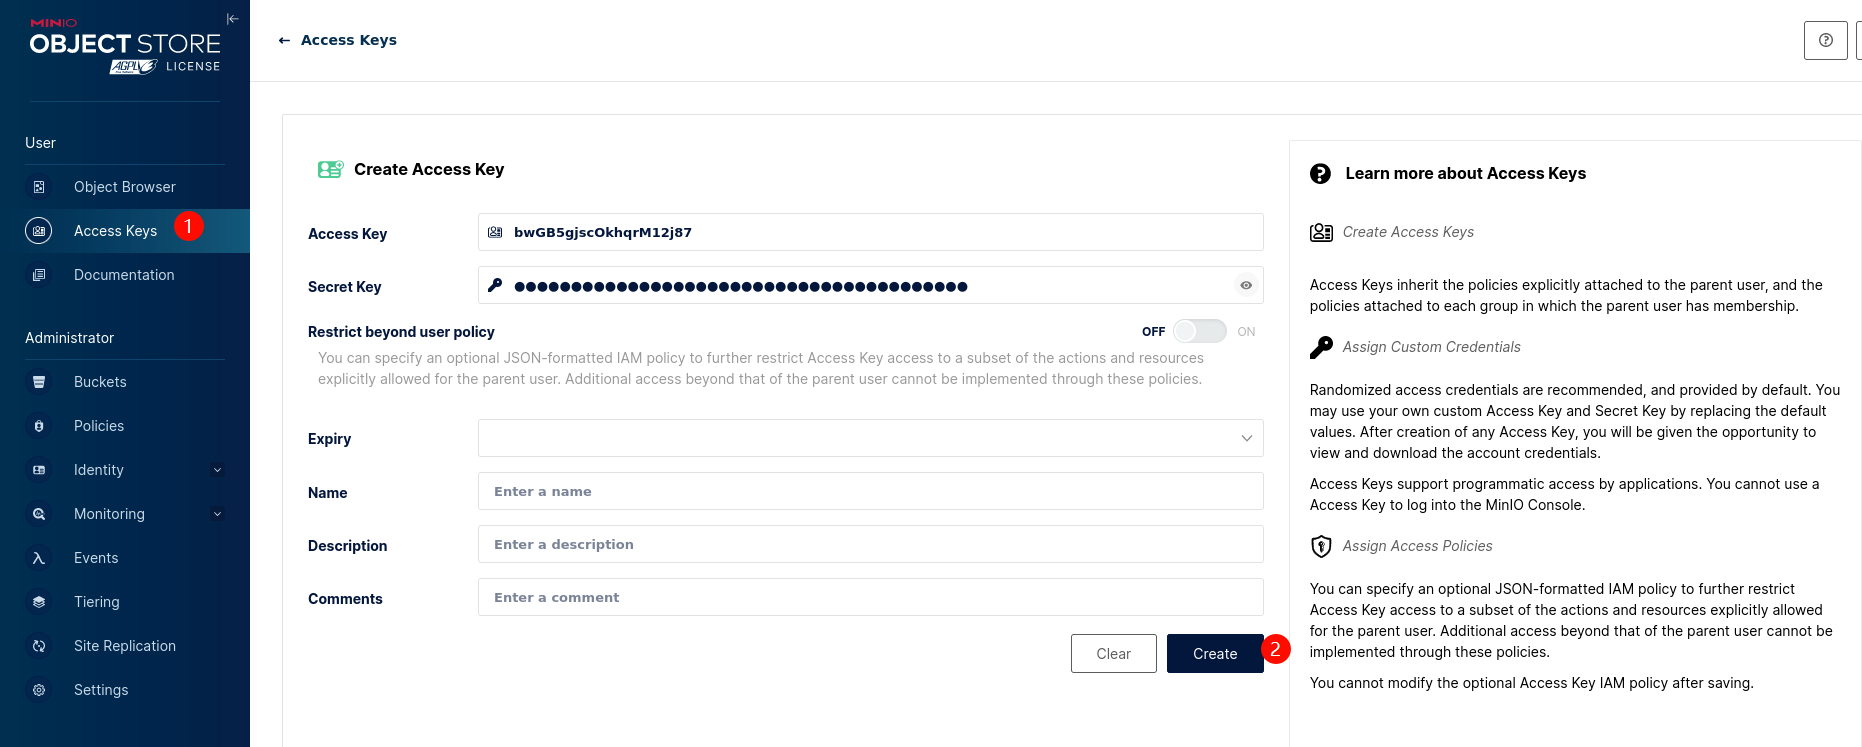 MINIO
OBJECT STORE
AGPLv3 LICENSE
User
Object Browser
Access Keys
1
Documentation
Administrator
Buckets
Policies
Identity
Monitoring
Events
Tiering
Site Replication
Settings
← Access Keys
Create Access Key
Access Key
bwGB5gjscOkhqrM12j87
Secret Key
●●●●●●●●●●●●●●●●●●●●●●●●●●●●●●●●●●●●●●●●
Restrict beyond user policy
OFF ON
You can specify an optional JSON-formatted IAM policy to further restrict Access Key access to a subset of the actions and resources
explicitly allowed for the parent user. Additional access beyond that of the parent user cannot be implemented through these policies.
Expiry
Name
Enter a name
Description
Enter a description
Comments
Enter a comment
Clear
Create
2
Learn more about Access Keys
Create Access Keys
Access Keys inherit the policies explicitly attached to the parent user, and the
policies attached to each group in which the parent user has membership.
Assign Custom Credentials
Randomized access credentials are recommended, and provided by default. You
may use your own custom Access Key and Secret Key by replacing the default
values. After creation of any Access Key, you will be given the opportunity to
view and download the account credentials.
Access Keys support programmatic access by applications. You cannot use a
Access Key to log into the MinIO Console.
Assign Access Policies
You can specify an optional JSON-formatted IAM policy to further restrict
Access Key access to a subset of the actions and resources explicitly allowed
for the parent user. Additional access beyond that of the parent user cannot be
implemented through these policies.
You cannot modify the optional Access Key IAM policy after saving.